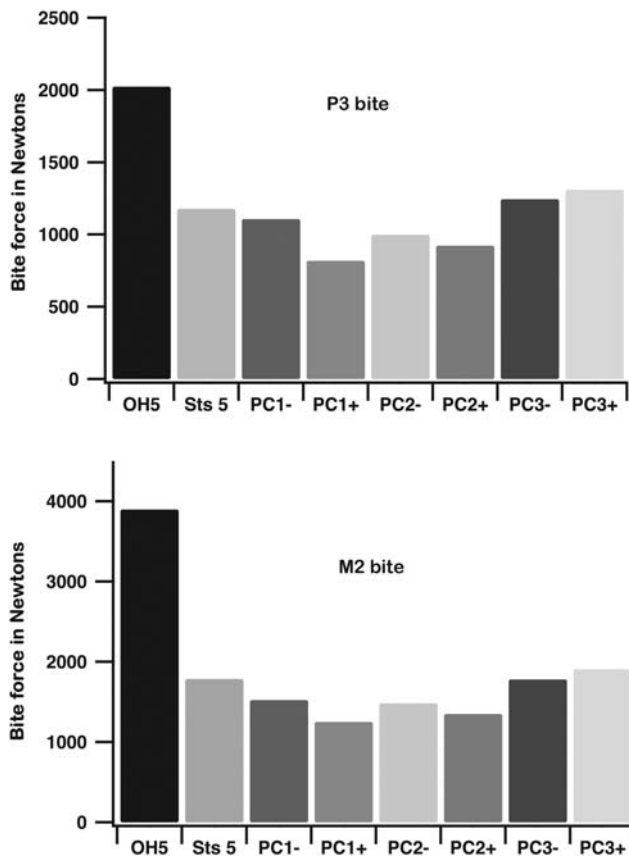 2500
2000
1500
1000
500
0
Bite force in Newtons
P3 bite
OH5 Sts 5 PC1- PC1+ PC2- PC2+ PC3- PC3+
4000
3000
2000
1000
0
Bite force in Newtons
M2 bite
OH5 Sts 5 PC1- PC1+ PC2- PC2+ PC3- PC3+